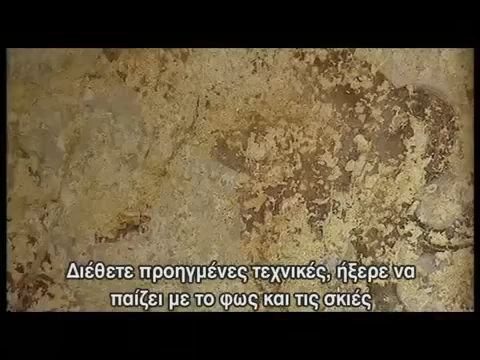 Διέθετε προηγμένες τεχνικές, ήξερε να
παίζει με το φως και τις σκιές